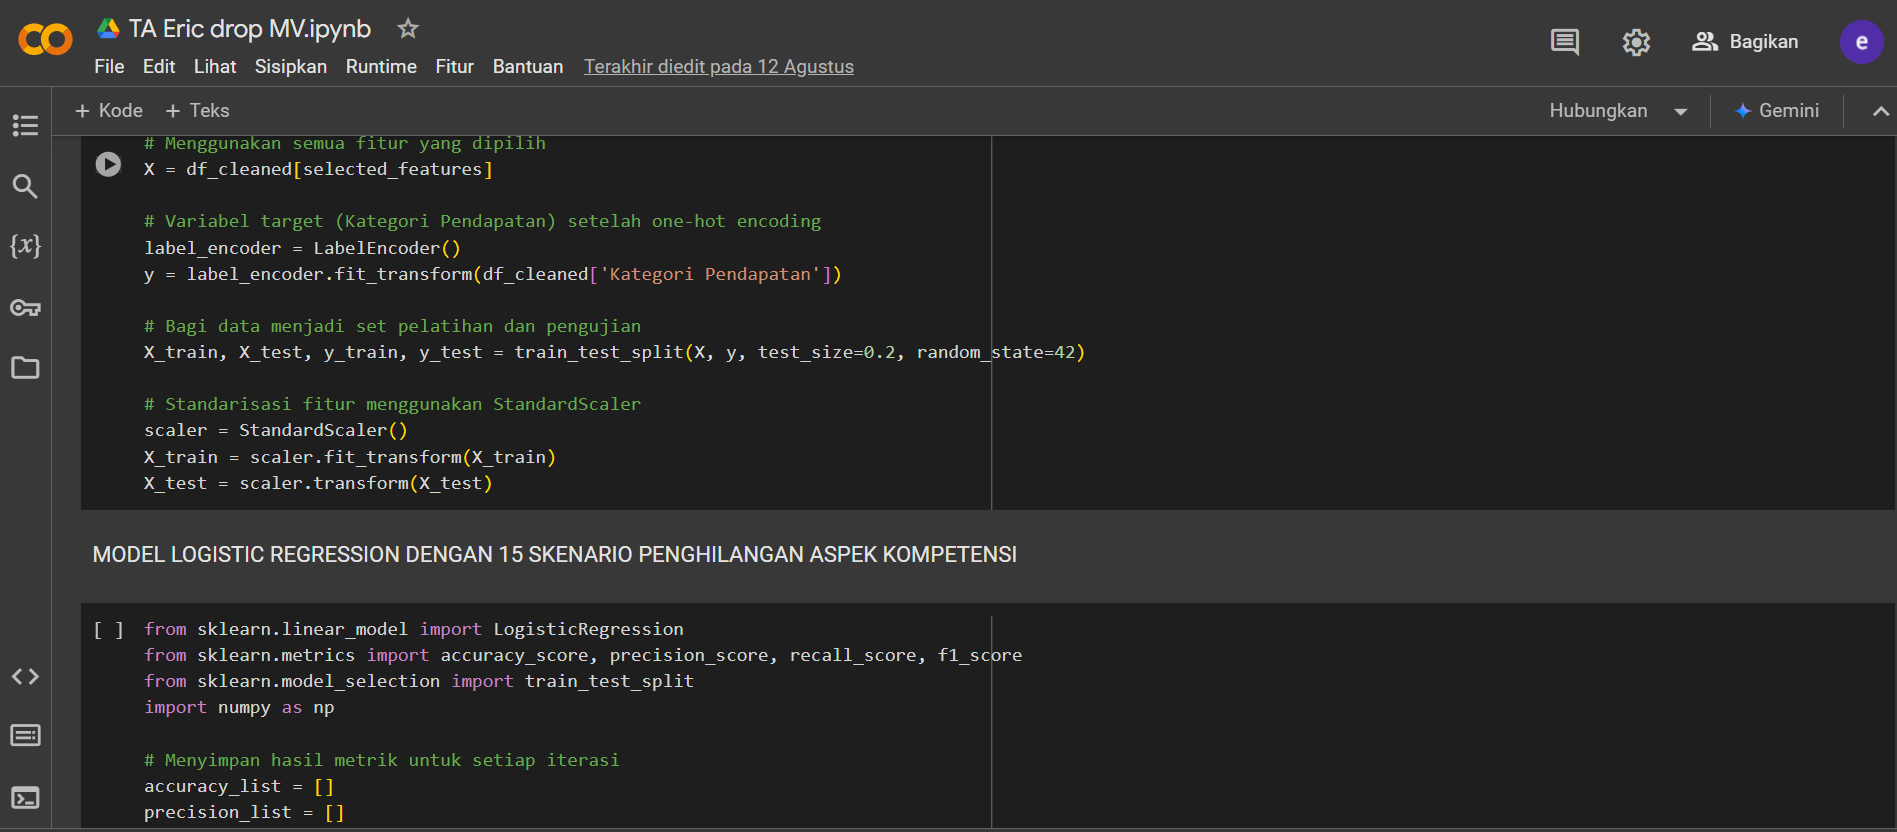 TA Eric drop MV.ipynb
File Edit Lihat Sisipkan Runtime Fitur Bantuan Terakhir diedit pada 12 Agustus
Bagikan
e
+ Kode + Teks
Hubungkan
Gemini
{x}
# Menggunakan semua fitur yang dipilih
X = df_cleaned[selected_features]
# Variabel target (Kategori Pendapatan) setelah one-hot encoding
label_encoder = LabelEncoder()
y = label_encoder.fit_transform(df_cleaned['Kategori Pendapatan'])
# Bagi data menjadi set pelatihan dan pengujian
X_train, X_test, y_train, y_test = train_test_split(X, y, test_size=0.2, random_state=42)
# Standarisasi fitur menggunakan StandardScaler
scaler = StandardScaler()
X_train = scaler.fit_transform(X_train)
X_test = scaler.transform(X_test)
MODEL LOGISTIC REGRESSION DENGAN 15 SKENARIO PENGHILANGAN ASPEK KOMPETENSI
[ ] from sklearn.linear_model import LogisticRegression
from sklearn.metrics import accuracy_score, precision_score, recall_score, f1_score
from sklearn.model_selection import train_test_split
import numpy as np
# Menyimpan hasil metrik untuk setiap iterasi
accuracy_list = []
precision_list = []